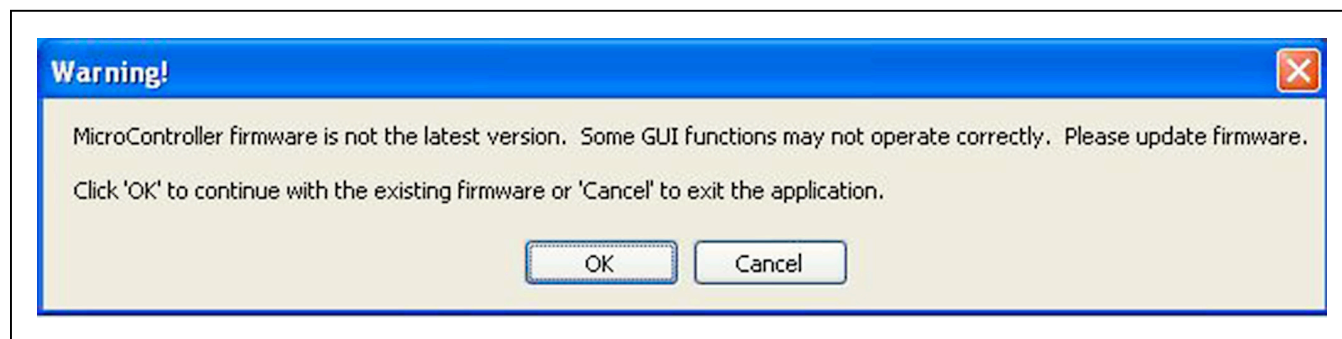 Warning!
MicroController firmware is not the latest version.  Some GUI functions may not operate correctly.  Please update firmware.
Click 'OK' to continue with the existing firmware or 'Cancel' to exit the application.
OK Cancel